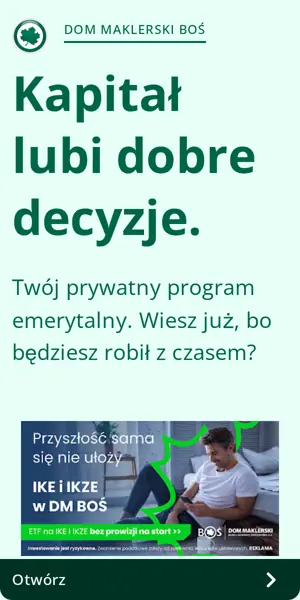 DOM MAKLERSKI BOŚ
Kapitał
lubi dobre
decyzje.
Twój prywatny program
emerytalny. Wiesz już, bo
będziesz robił z czasem?
Przyszłość sama
się nie ułoży
IKE i IKZE
w DM BOŚ
ETF na IKE i IKZE bez prowizji na start >>
BOŚ DOM MAKLERSKI
Inwestowanie jest ryzykowne.
REKLAMA
Otwórz